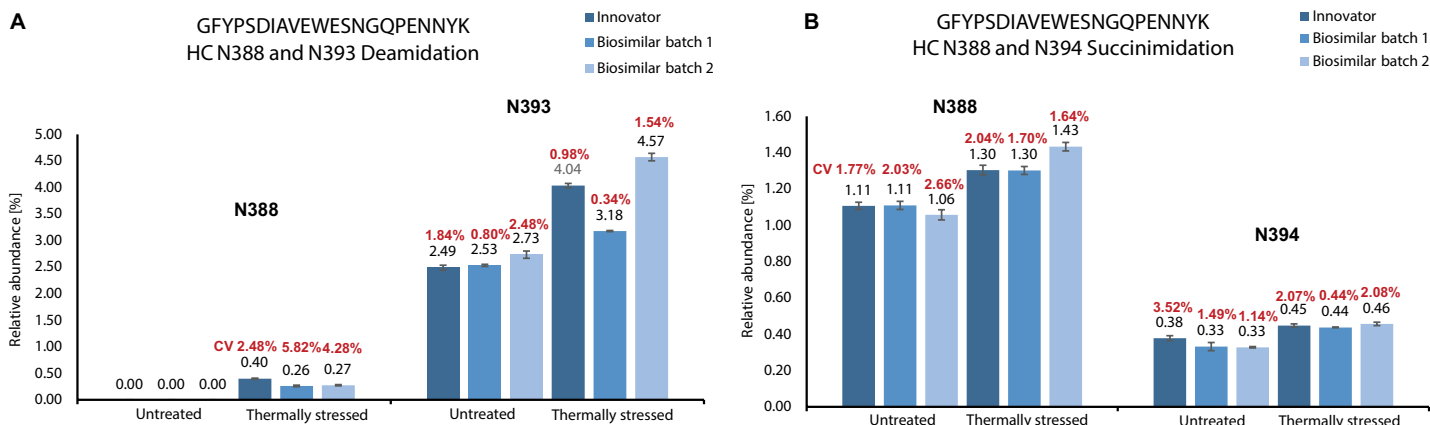 A
GFYPSDIAVEWESNGQPENNYK
HC N388 and N393 Deamidation
Innovator
Biosimilar batch 1
Biosimilar batch 2
Relative abundance [%]
5.00
4.50
4.00
3.50
3.00
2.50
2.00
1.50
1.00
0.50
0.00
N388
N393
CV 2.48% 5.82% 4.28%
0.00 0.00 0.00 0.40 0.26 0.27
1.84% 0.80% 2.48% 0.98% 0.34% 1.54%
2.49 2.53 2.73 4.04 3.18 4.57
Untreated Thermally stressed Untreated Thermally stressed
B
GFYPSDIAVEWESNGQPENNYK
HC N388 and N394 Succinimidation
Innovator
Biosimilar batch 1
Biosimilar batch 2
Relative abundance [%]
1.60
1.40
1.20
1.00
0.80
0.60
0.40
0.20
0.00
N388
N394
CV 1.77% 2.03% 2.66% 2.04% 1.70% 1.64%
1.11 1.11 1.06 1.30 1.30 1.43
3.52% 1.49% 1.14% 2.07% 0.44% 2.08%
0.38 0.33 0.33 0.45 0.44 0.46
Untreated Thermally stressed Untreated Thermally stressed